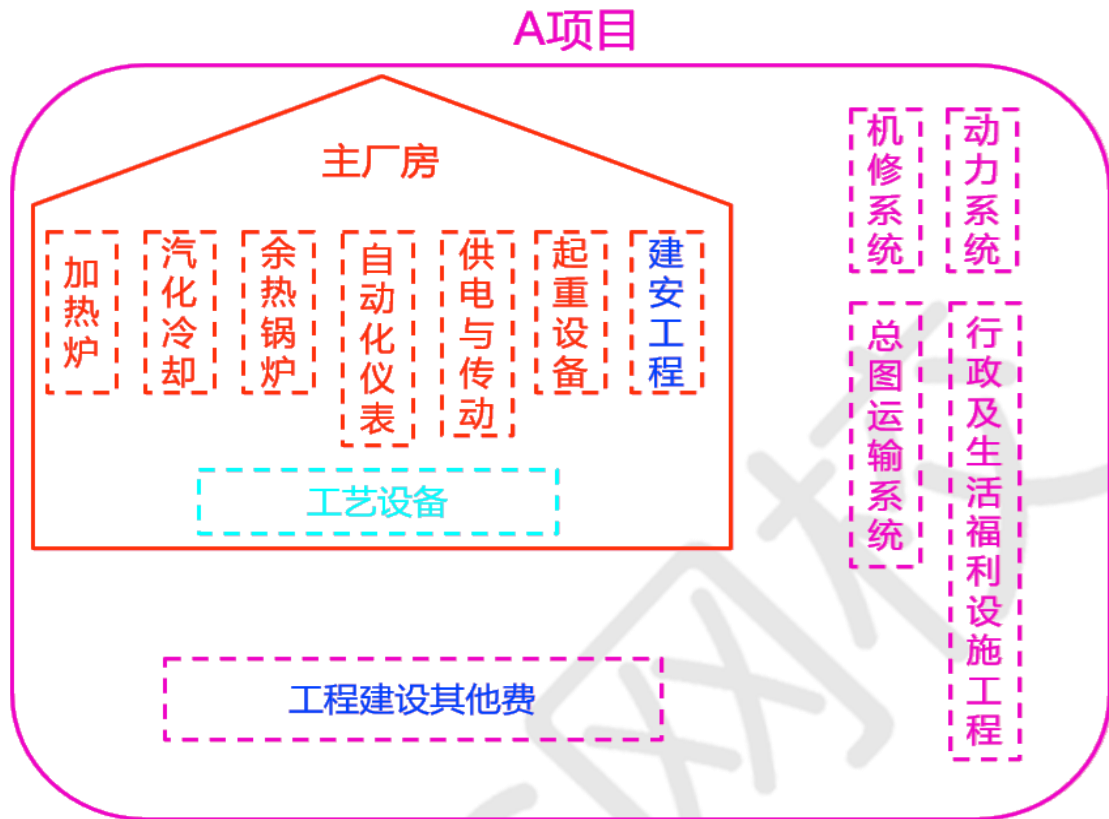 A项目
主厂房
加热炉
汽化冷却
余热锅炉
自动化仪表
供电与传动
起重设备
建安工程
工艺设备
工程建设其他费
机修系统
动力系统
总图运输系统
行政及生活福利设施工程
网校